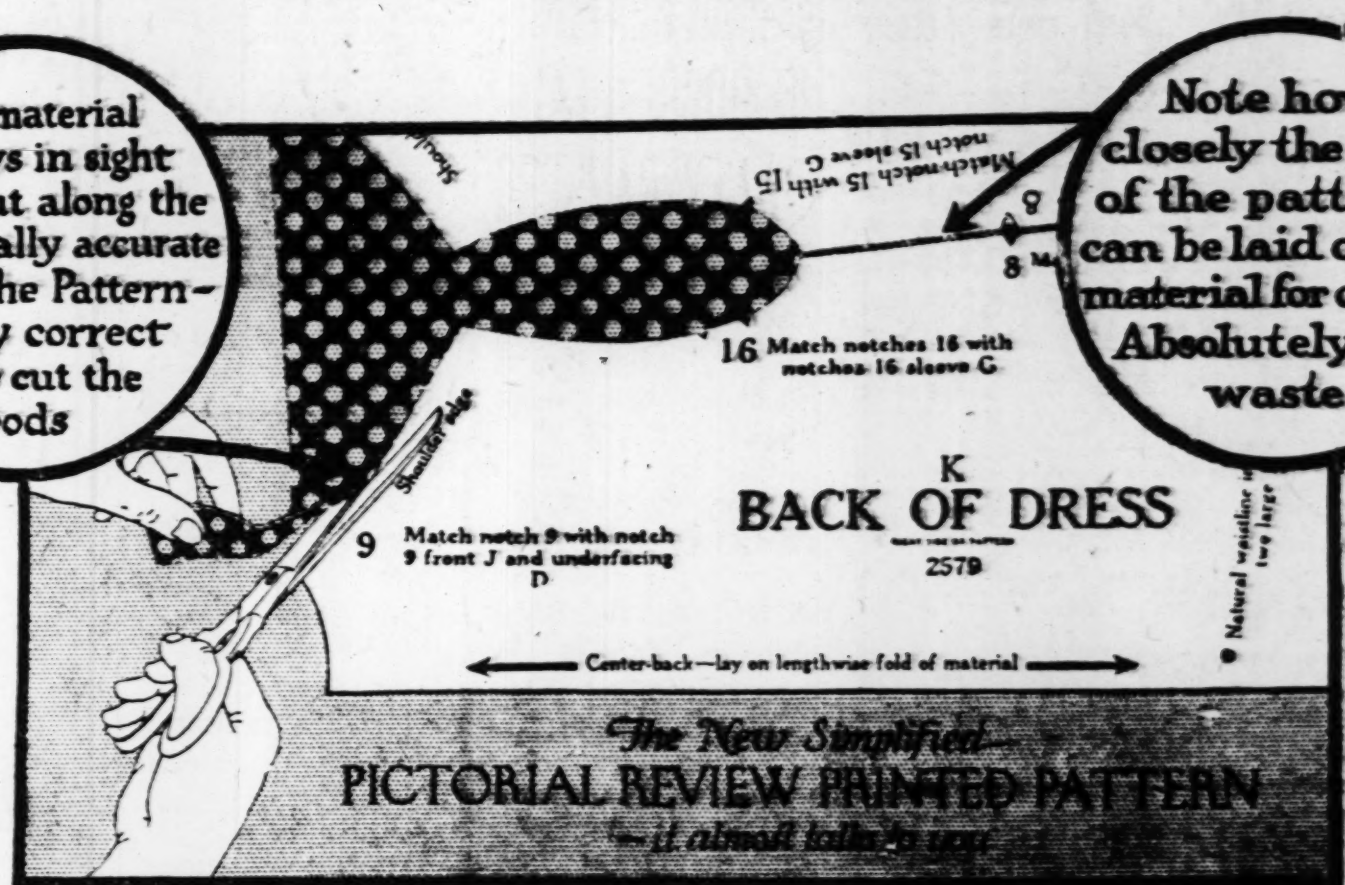 material
s in sight
at along the
ally accurate
he Pattern–
y correct
cut the
ods
Note ho
closely the
of the patt
can be laid o
material for
Absolutely
waste
Shoul
Match notch 15 with 15
notch 15 sleeve G
8
8 M
16 Match notches 16 with
notches 16 sleeve G
Shoulder edge
9 Match notch 9 with notch
9 front J and underfacing
D
K
BACK OF DRESS
2579
Natural waistline in
two large
Center-back—lay on lengthwise fold of material
The New Simplified—
PICTORIAL REVIEW PRINTED PATTERN
—it almost talks to you